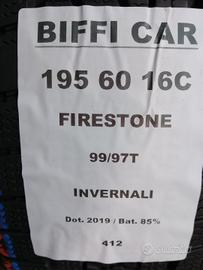 BIFFI CAR
195 60 16C
FIRESTONE
99/97T
INVERNALI
Dot. 2019 / Bat. 85%
412